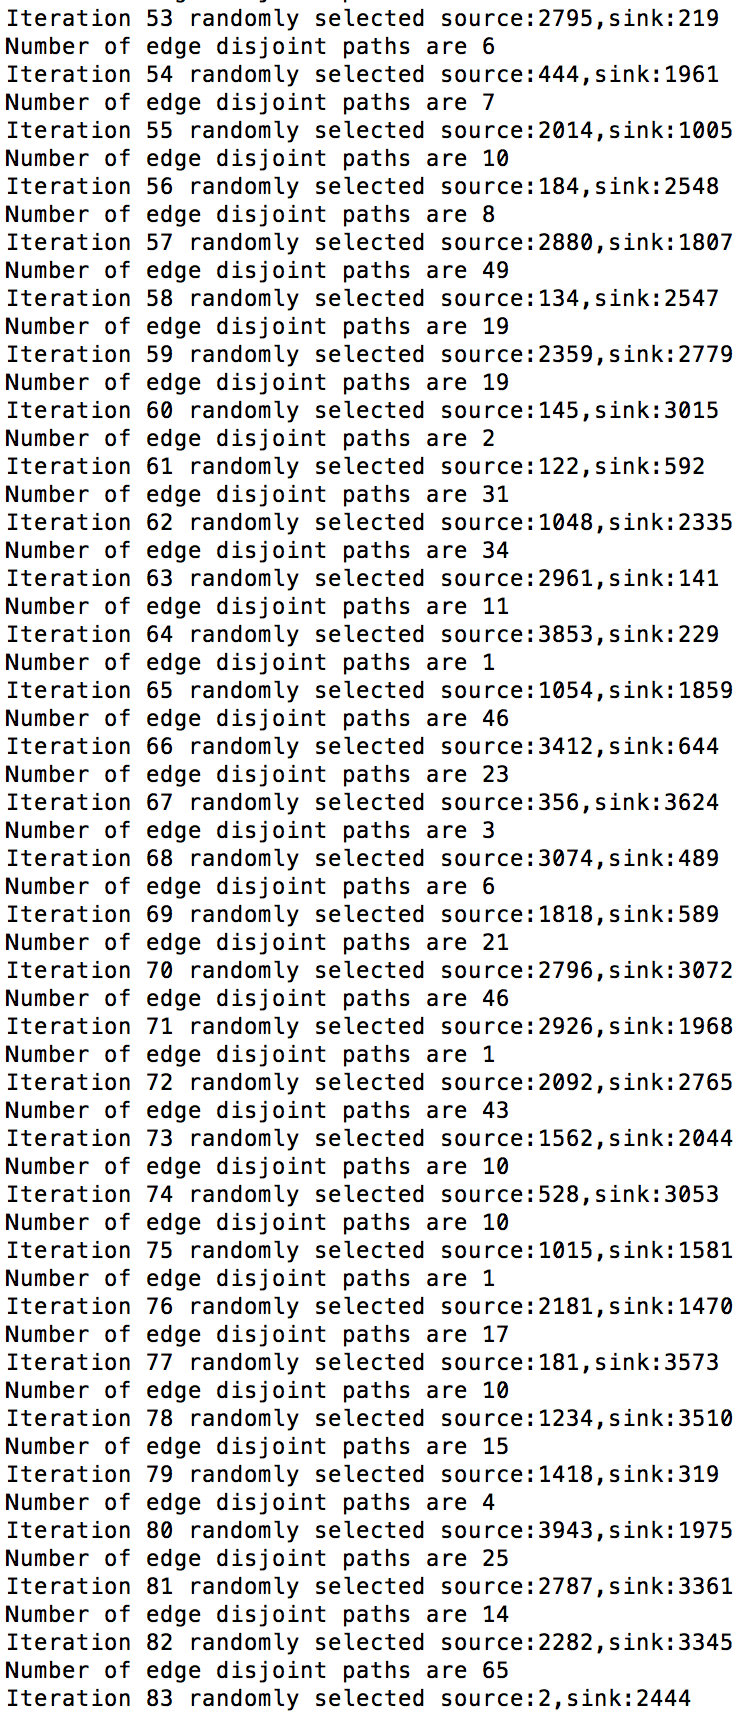 Iteration 53 randomly selected source:2795,sink:219
Number of edge disjoint paths are 6
Iteration 54 randomly selected source:444,sink:1961
Number of edge disjoint paths are 7
Iteration 55 randomly selected source:2014,sink:1005
Number of edge disjoint paths are 10
Iteration 56 randomly selected source:184,sink:2548
Number of edge disjoint paths are 8
Iteration 57 randomly selected source:2880,sink:1807
Number of edge disjoint paths are 49
Iteration 58 randomly selected source:134,sink:2547
Number of edge disjoint paths are 19
Iteration 59 randomly selected source:2359,sink:2779
Number of edge disjoint paths are 19
Iteration 60 randomly selected source:145,sink:3015
Number of edge disjoint paths are 2
Iteration 61 randomly selected source:122,sink:592
Number of edge disjoint paths are 31
Iteration 62 randomly selected source:1048,sink:2335
Number of edge disjoint paths are 34
Iteration 63 randomly selected source:2961,sink:141
Number of edge disjoint paths are 11
Iteration 64 randomly selected source:3853,sink:229
Number of edge disjoint paths are 1
Iteration 65 randomly selected source:1054,sink:1859
Number of edge disjoint paths are 46
Iteration 66 randomly selected source:3412,sink:644
Number of edge disjoint paths are 23
Iteration 67 randomly selected source:356,sink:3624
Number of edge disjoint paths are 3
Iteration 68 randomly selected source:3074,sink:489
Number of edge disjoint paths are 6
Iteration 69 randomly selected source:1818,sink:589
Number of edge disjoint paths are 21
Iteration 70 randomly selected source:2796,sink:3072
Number of edge disjoint paths are 46
Iteration 71 randomly selected source:2926,sink:1968
Number of edge disjoint paths are 1
Iteration 72 randomly selected source:2092,sink:2765
Number of edge disjoint paths are 43
Iteration 73 randomly selected source:1562,sink:2044
Number of edge disjoint paths are 10
Iteration 74 randomly selected source:528,sink:3053
Number of edge disjoint paths are 10
Iteration 75 randomly selected source:1015,sink:1581
Number of edge disjoint paths are 1
Iteration 76 randomly selected source:2181,sink:1470
Number of edge disjoint paths are 17
Iteration 77 randomly selected source:181,sink:3573
Number of edge disjoint paths are 10
Iteration 78 randomly selected source:1234,sink:3510
Number of edge disjoint paths are 15
Iteration 79 randomly selected source:1418,sink:319
Number of edge disjoint paths are 4
Iteration 80 randomly selected source:3943,sink:1975
Number of edge disjoint paths are 25
Iteration 81 randomly selected source:2787,sink:3361
Number of edge disjoint paths are 14
Iteration 82 randomly selected source:2282,sink:3345
Number of edge disjoint paths are 65
Iteration 83 randomly selected source:2,sink:2444